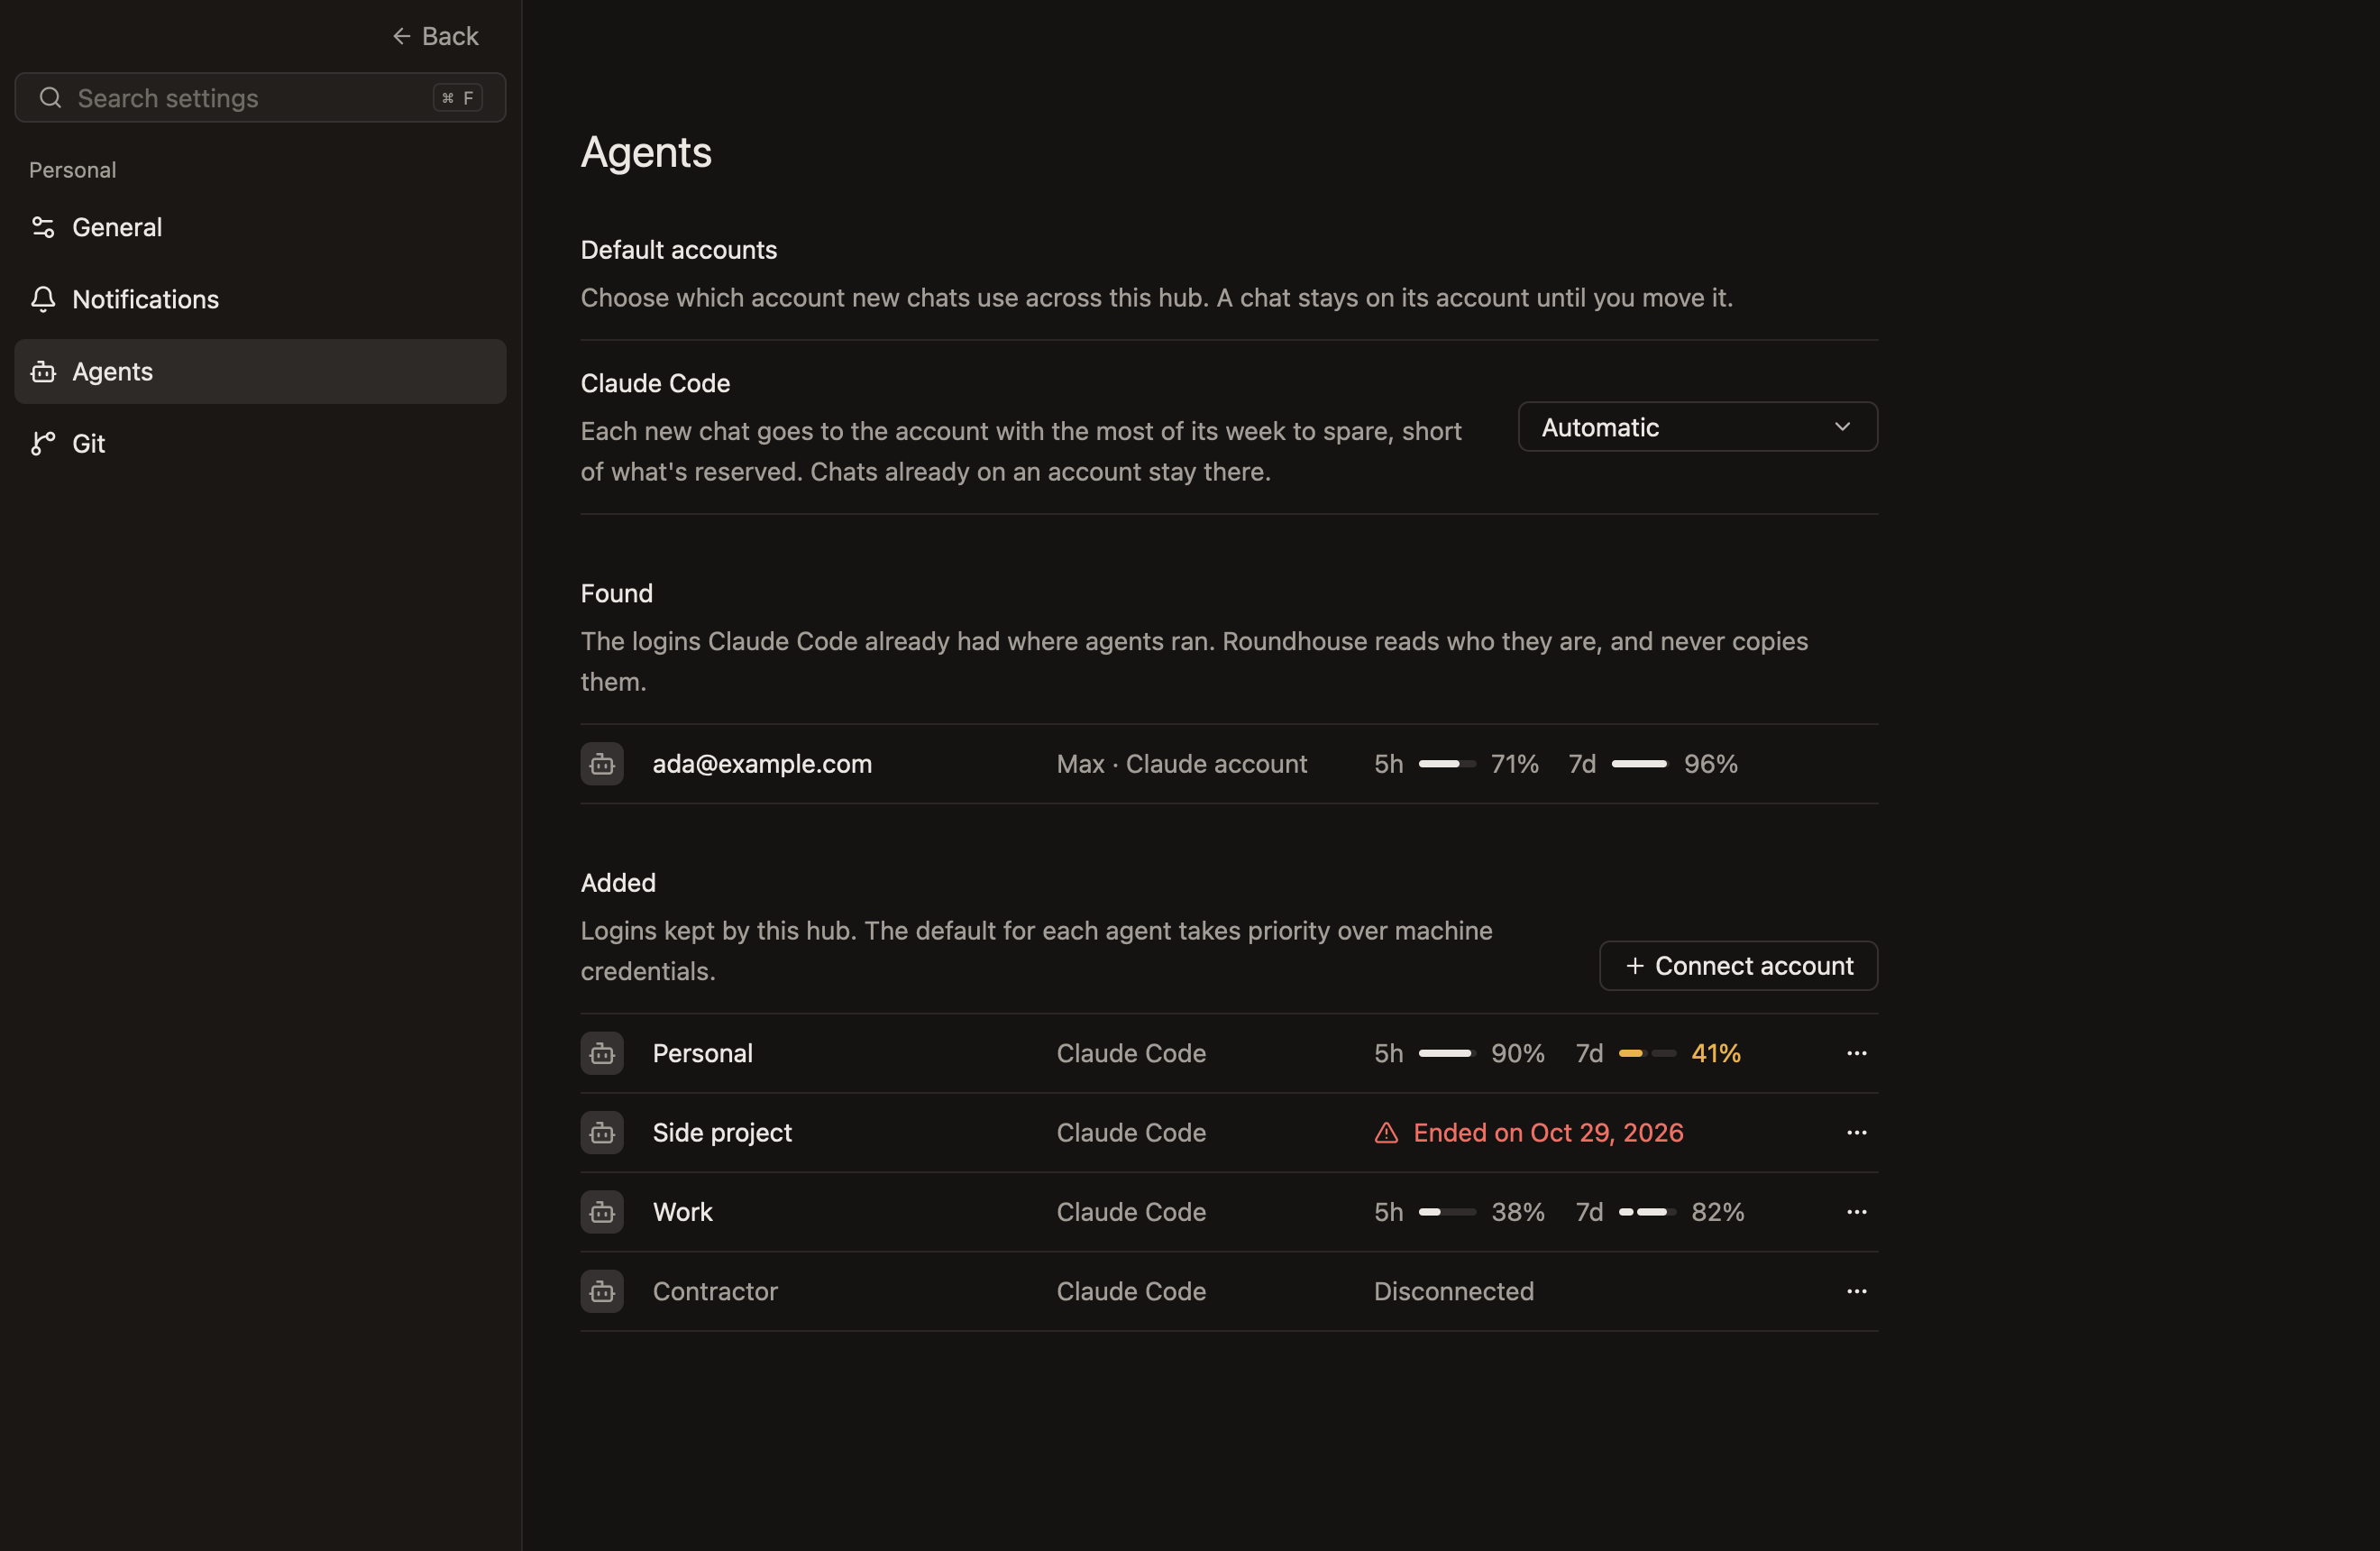 Back
Search settings
⌘ F
Personal
General
Notifications
Agents
Git
Agents
Default accounts
Choose which account new chats use across this hub. A chat stays on its account until you move it.
Claude Code
Each new chat goes to the account with the most of its week to spare, short
of what's reserved. Chats already on an account stay there.
Automatic
Found
The logins Claude Code already had where agents ran. Roundhouse reads who they are, and never copies
them.
ada@example.com Max · Claude account 5h 71% 7d 96%
Added
Logins kept by this hub. The default for each agent takes priority over machine
credentials.
Connect account
Personal Claude Code 5h 90% 7d 41%
Side project Claude Code Ended on Oct 29, 2026
Work Claude Code 5h 38% 7d 82%
Contractor Claude Code Disconnected